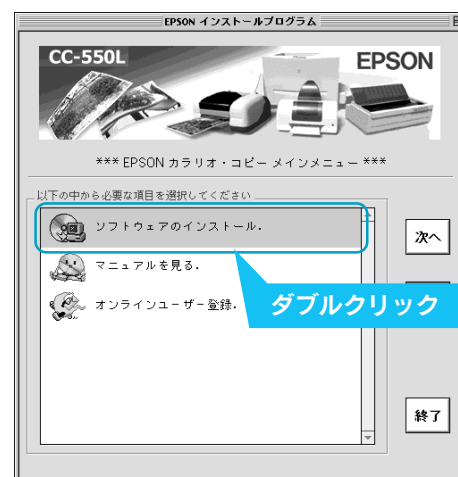 EPSON インストールプログラム
CC-550L
EPSON
*** EPSON カラリオ・コピー メインメニュー ***
以下の中から必要な項目を選択してください
ソフトウェアのインストール.
次へ
マニュアルを見る.
オンラインユーザー登録.
ダブルクリック
終了